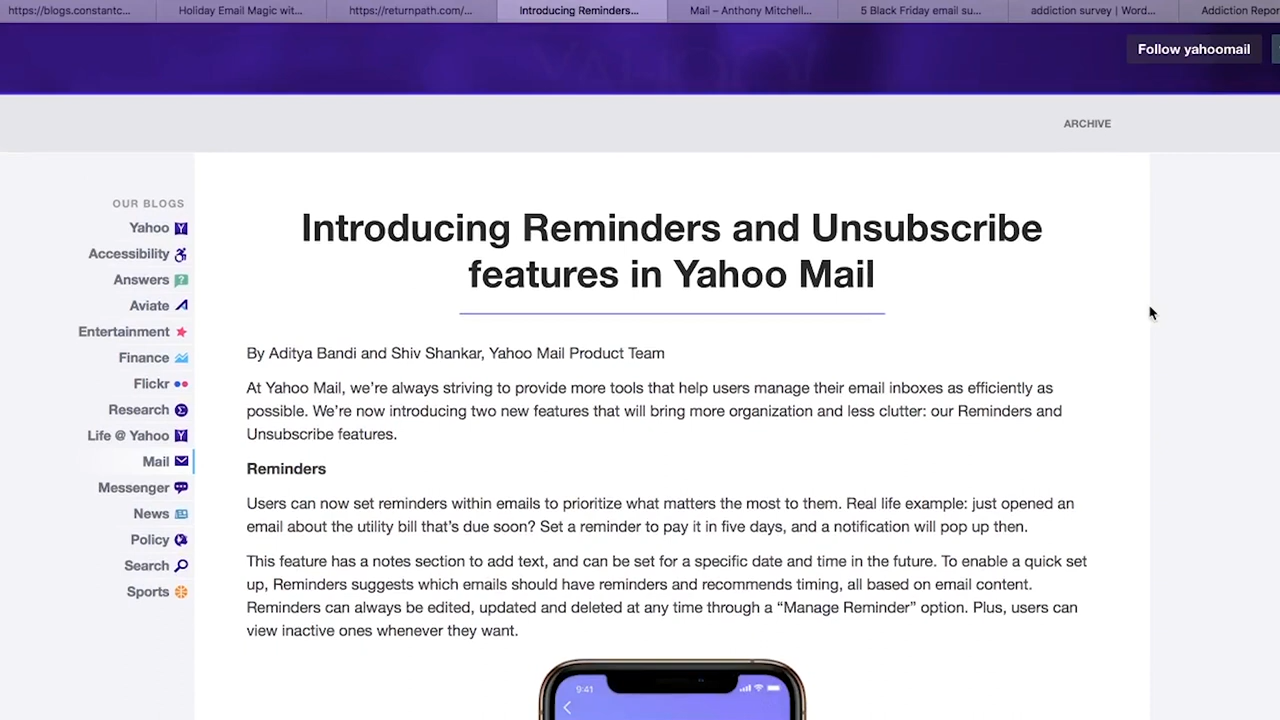 https://blogs.constantc...
Holiday Email Magic wit...
https://returnpath.com/...
Introducing Reminders...
Mail – Anthony Mitchell...
5 Black Friday email su...
addiction survey | Word...
Addiction Repor
Follow yahoomail
ARCHIVE
OUR BLOGS
Yahoo
Accessibility
Answers
Aviate
Entertainment
Finance
Flickr
Research
Life @ Yahoo
Mail
Messenger
News
Policy
Search
Sports
Introducing Reminders and Unsubscribe
features in Yahoo Mail
By Aditya Bandi and Shiv Shankar, Yahoo Mail Product Team
At Yahoo Mail, we’re always striving to provide more tools that help users manage their email inboxes as efficiently as
possible. We’re now introducing two new features that will bring more organization and less clutter: our Reminders and
Unsubscribe features.
Reminders
Users can now set reminders within emails to prioritize what matters the most to them. Real life example: just opened an
email about the utility bill that’s due soon? Set a reminder to pay it in five days, and a notification will pop up then.
This feature has a notes section to add text, and can be set for a specific date and time in the future. To enable a quick set
up, Reminders suggests which emails should have reminders and recommends timing, all based on email content.
Reminders can always be edited, updated and deleted at any time through a “Manage Reminder” option. Plus, users can
view inactive ones whenever they want.
9:41